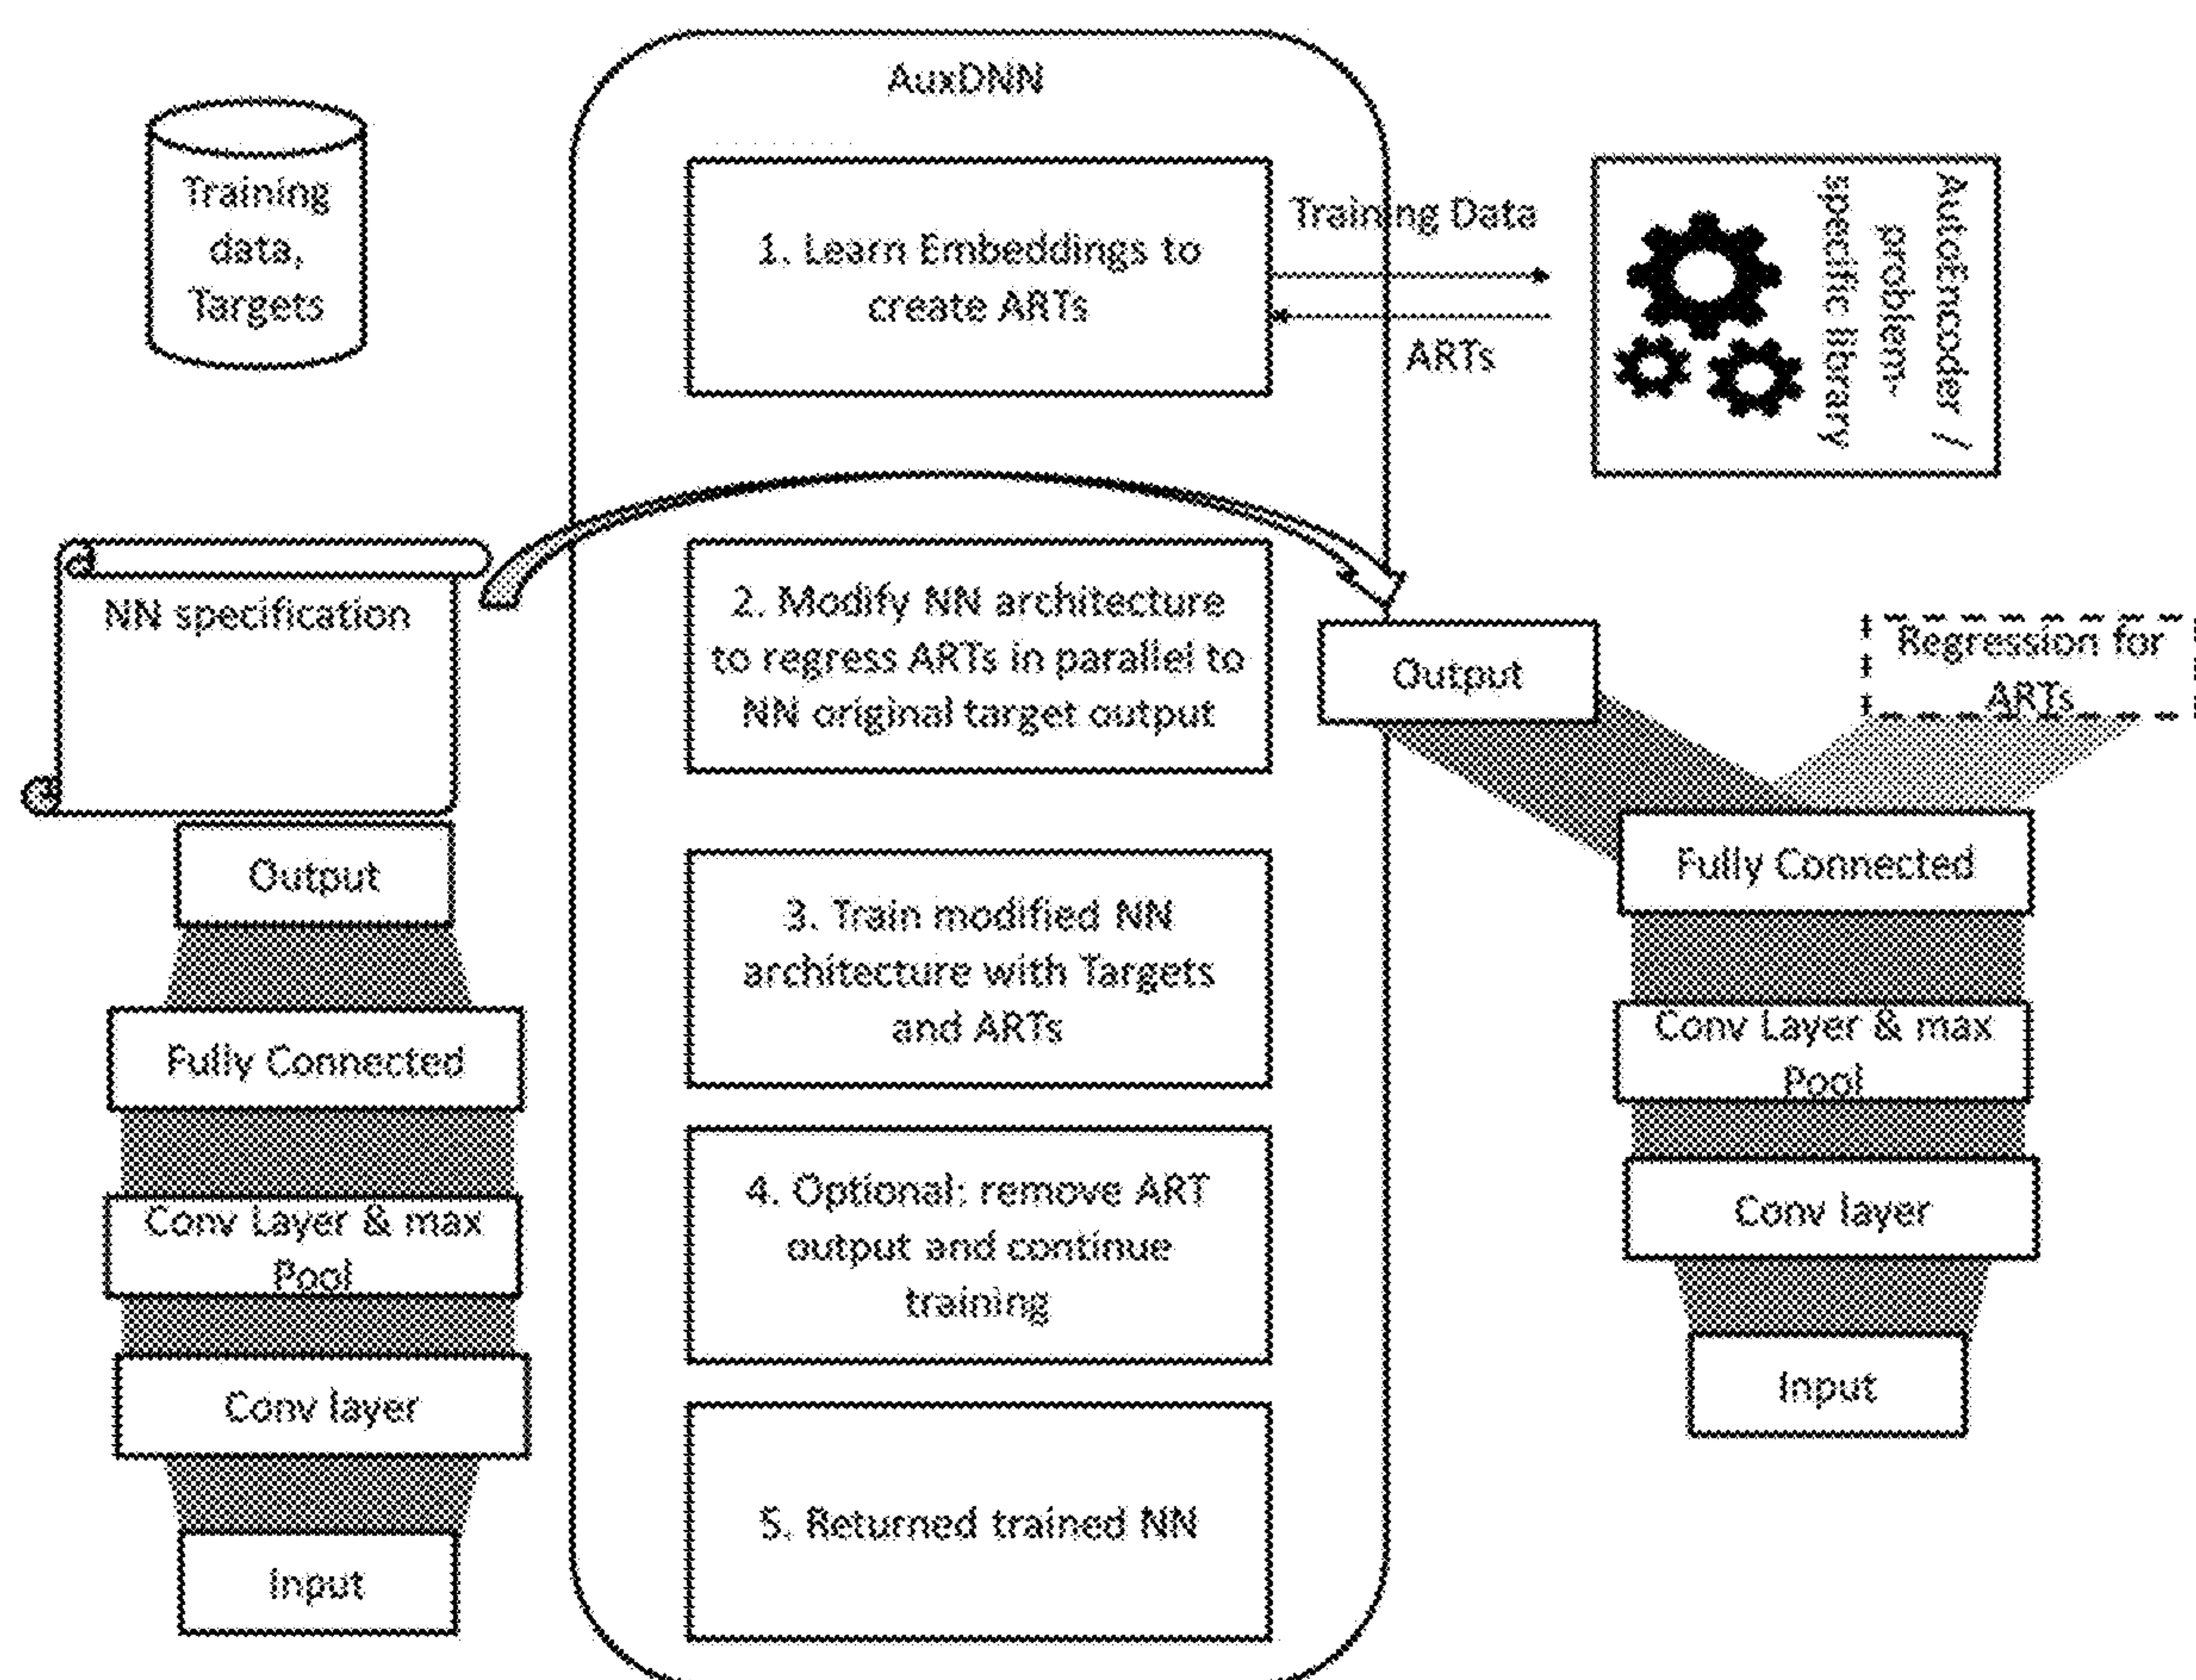 AuxDNN
Training
data,
Targets
1. Learn Embeddings to
create ARTs
Training Data
ARTs
AutoEncoder /
problem-
specific library
NN specification
2. Modify NN architecture
to regress ARTs in parallel to
NN original target output
Output
Regression for
ARTs
Output
Fully Connected
Conv Layer & max
Pool
Conv layer
Input
3. Train modified NN
architecture with Targets
and ARTs
4. Optional: remove ART
output and continue
training
5. Returned trained NN
Fully Connected
Conv Layer & max
Pool
Conv layer
Input